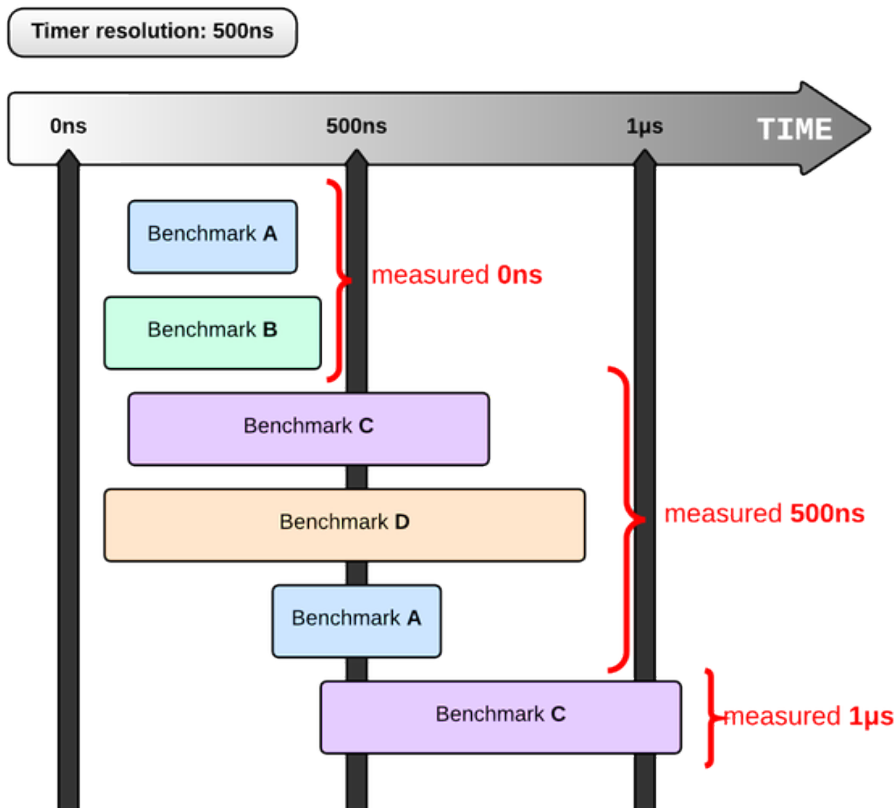 Timer resolution: 500ns
0ns 500ns 1µs TIME
Benchmark A
measured 0ns
Benchmark B
Benchmark C
measured 500ns
Benchmark D
Benchmark A
Benchmark C
measured 1µs